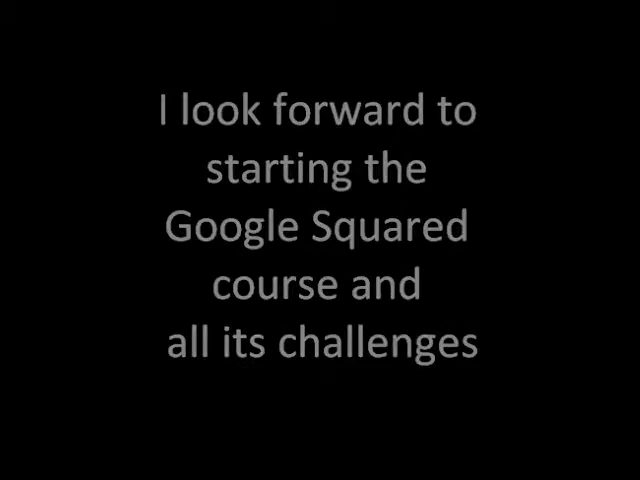 I look forward to
starting the
Google Squared
course and
all its challenges